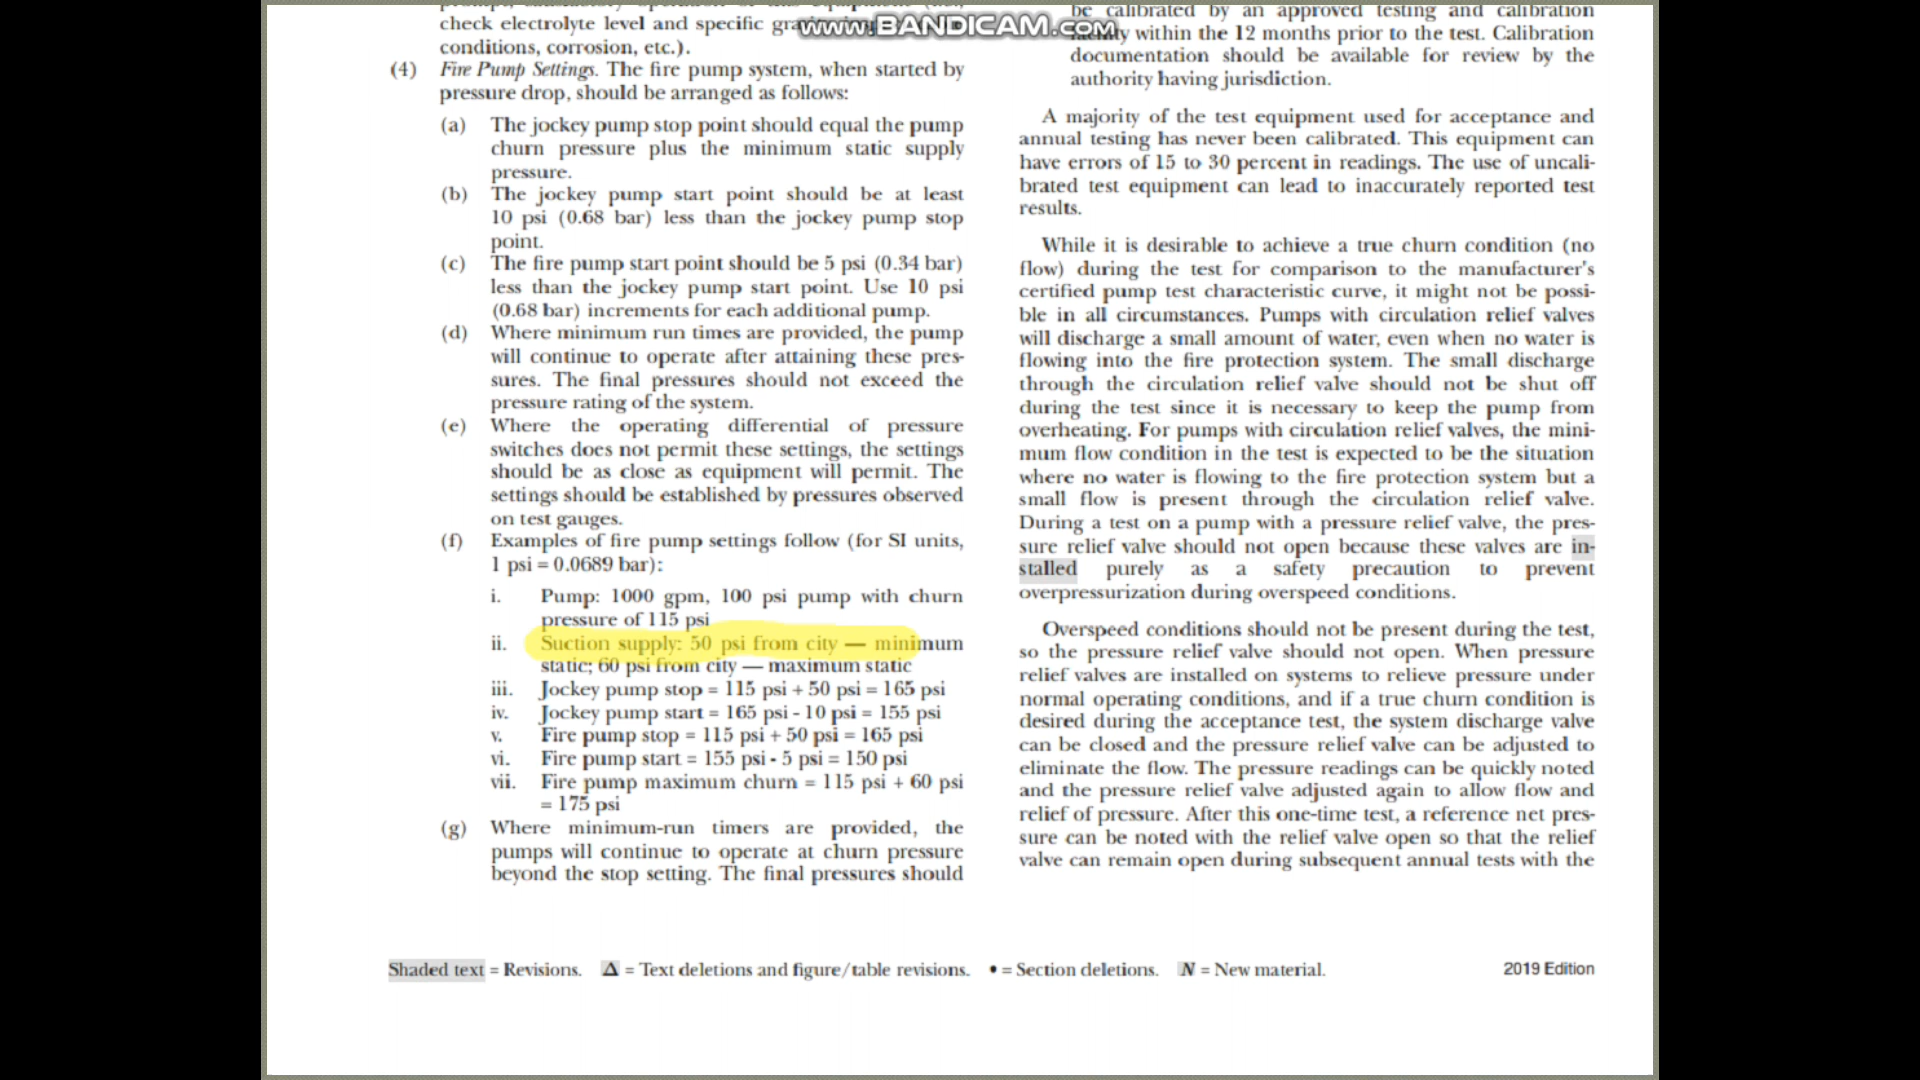 www.BANDICAM.com
check electrolyte level and specific
conditions, corrosion, etc.).
(4) Fire Pump Settings. The fire pump system, when started by
pressure drop, should be arranged as follows:
(a) The jockey pump stop point should equal the pump
churn pressure plus the minimum static supply
pressure.
(b) The jockey pump start point should be at least
10 psi (0.68 bar) less than the jockey pump stop
point.
(c) The fire pump start point should be 5 psi (0.34 bar)
less than the jockey pump start point. Use 10 psi
(0.68 bar) increments for each additional pump.
(d) Where minimum run times are provided, the pump
will continue to operate after attaining these pres-
sures. The final pressures should not exceed the
pressure rating of the system.
(e) Where the operating differential of pressure
switches does not permit these settings, the settings
should be as close as equipment will permit. The
settings should be established by pressures observed
on test gauges.
(f) Examples of fire pump settings follow (for SI units,
1 psi = 0.0689 bar):
i. Pump: 1000 gpm, 100 psi pump with churn
pressure of 115 psi
ii. Suction supply: 50 psi from city — minimum
static; 60 psi from city — maximum static
iii. Jockey pump stop = 115 psi + 50 psi = 165 psi
iv. Jockey pump start = 165 psi - 10 psi = 155 psi
v. Fire pump stop = 115 psi + 50 psi = 165 psi
vi. Fire pump start = 155 psi - 5 psi = 150 psi
vii. Fire pump maximum churn = 115 psi + 60 psi
= 175 psi
(g) Where minimum-run timers are provided, the
pumps will continue to operate at churn pressure
beyond the stop setting. The final pressures should
be calibrated by an approved testing and calibration
within the 12 months prior to the test. Calibration
documentation should be available for review by the
authority having jurisdiction.
A majority of the test equipment used for acceptance and
annual testing has never been calibrated. This equipment can
have errors of 15 to 30 percent in readings. The use of uncali-
brated test equipment can lead to inaccurately reported test
results.
While it is desirable to achieve a true churn condition (no
flow) during the test for comparison to the manufacturer's
certified pump test characteristic curve, it might not be possi-
ble in all circumstances. Pumps with circulation relief valves
will discharge a small amount of water, even when no water is
flowing into the fire protection system. The small discharge
through the circulation relief valve should not be shut off
during the test since it is necessary to keep the pump from
overheating. For pumps with circulation relief valves, the mini-
mum flow condition in the test is expected to be the situation
where no water is flowing to the fire protection system but a
small flow is present through the circulation relief valve.
During a test on a pump with a pressure relief valve, the pres-
sure relief valve should not open because these valves are in-
stalled purely as a safety precaution to prevent
overpressurization during overspeed conditions.
Overspeed conditions should not be present during the test,
so the pressure relief valve should not open. When pressure
relief valves are installed on systems to relieve pressure under
normal operating conditions, and if a true churn condition is
desired during the acceptance test, the system discharge valve
can be closed and the pressure relief valve can be adjusted to
eliminate the flow. The pressure readings can be quickly noted
and the pressure relief valve adjusted again to allow flow and
relief of pressure. After this one-time test, a reference net pres-
sure can be noted with the relief valve open so that the relief
valve can remain open during subsequent annual tests with the
Shaded text = Revisions. Δ = Text deletions and figure/table revisions. • = Section deletions. N = New material.
2019 Edition